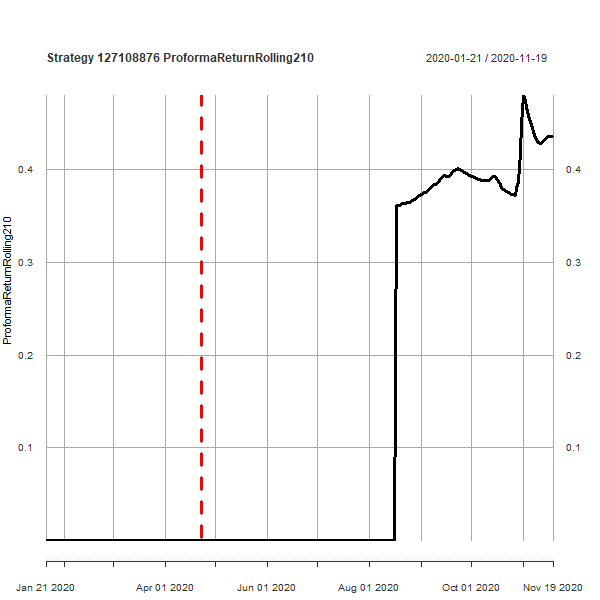 Strategy 127108876 ProformaReturnRolling210
2020-01-21 / 2020-11-19
ProformaReturnRolling210
0.4
0.4
0.3
0.3
0.2
0.2
0.1
0.1
Jan 21 2020
Apr 01 2020
Jun 01 2020
Aug 01 2020
Oct 01 2020
Nov 19 2020